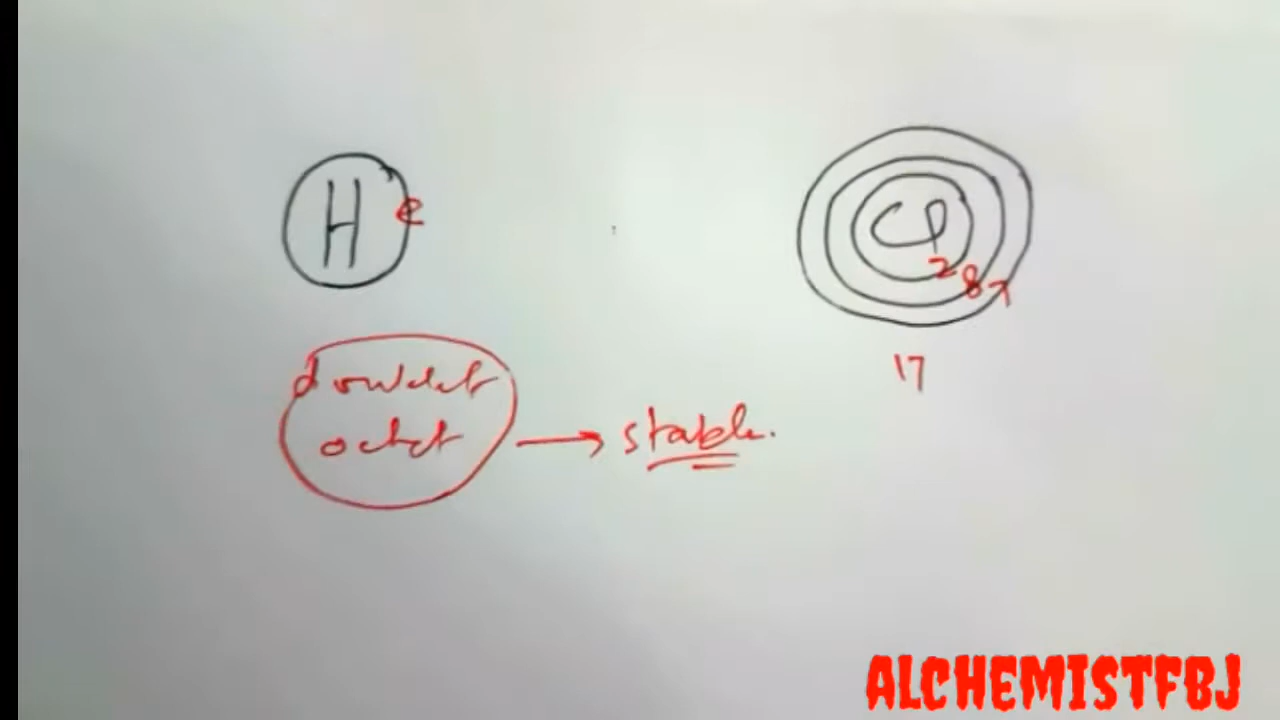 H e
Cl
2 8 7
17
doublet
octet → stable.
ALCHEMISTFBJ